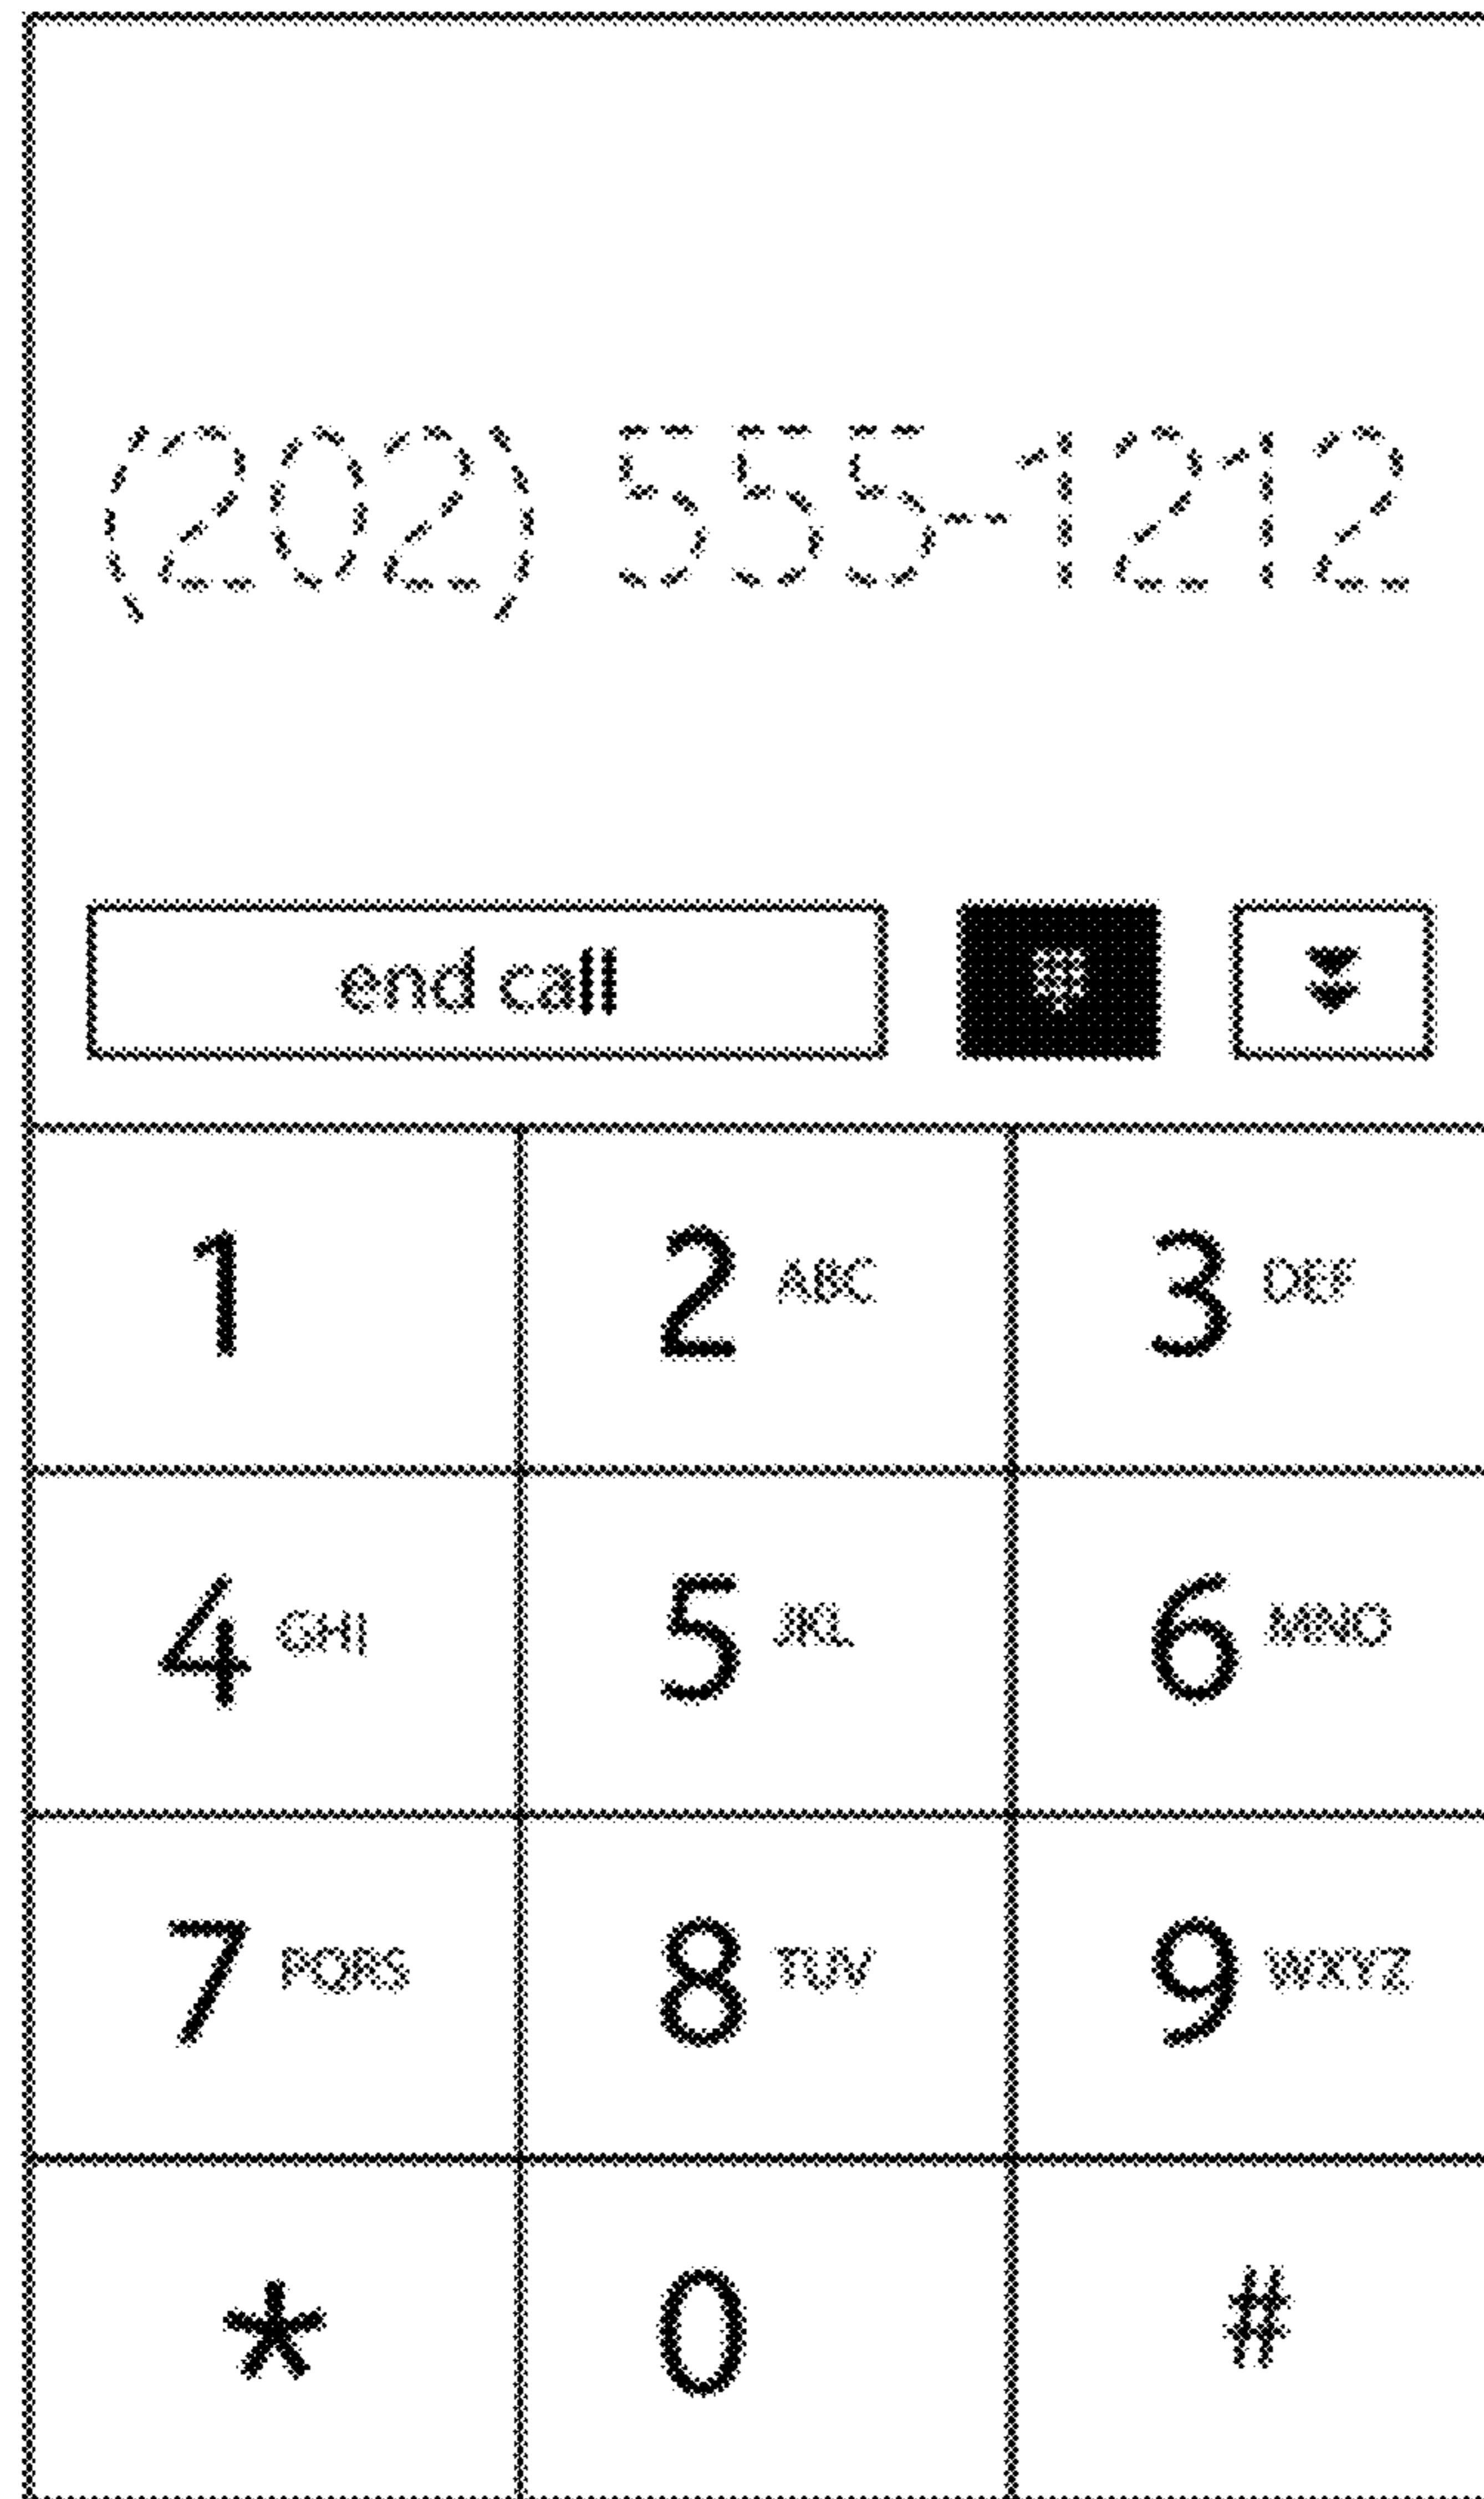 (202) 555-1212
end call
1 2 ABC 3 DEF
4 GHI 5 JKL 6 MNO
7 PQRS 8 TUV 9 WXYZ
* 0 #